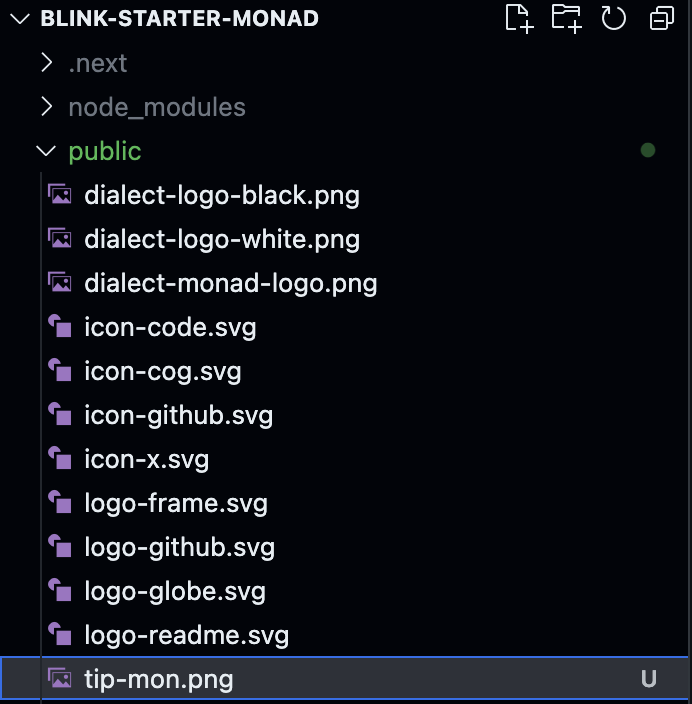 BLINK-STARTER-MONAD
.next
node_modules
public
dialect-logo-black.png
dialect-logo-white.png
dialect-monad-logo.png
icon-code.svg
icon-cog.svg
icon-github.svg
icon-x.svg
logo-frame.svg
logo-github.svg
logo-globe.svg
logo-readme.svg
tip-mon.png U